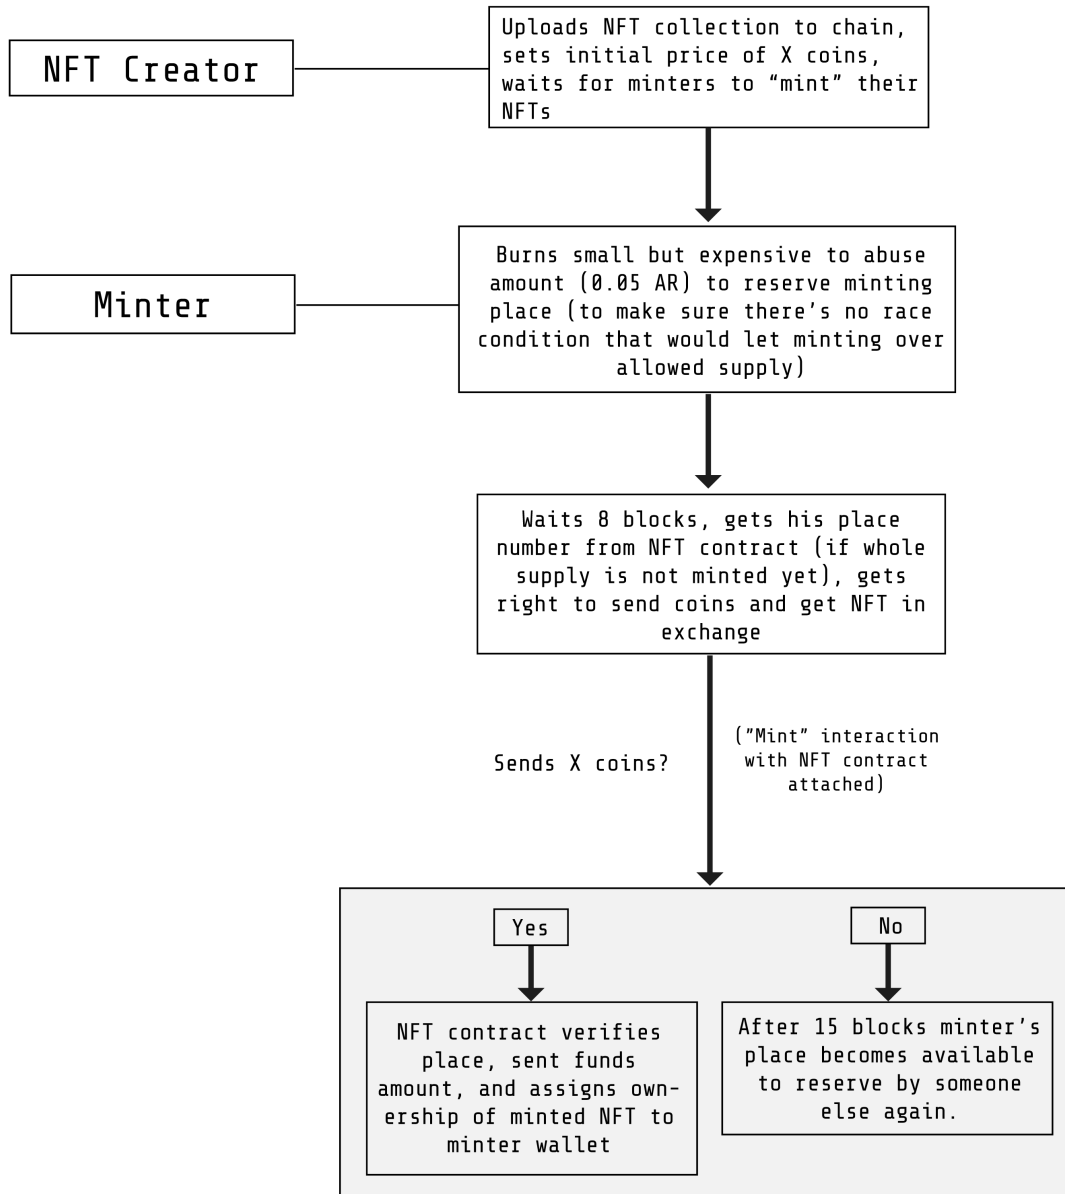 NFT Creator
Uploads NFT collection to chain,
sets initial price of X coins,
waits for minters to “mint” their
NFTs
Minter
Burns small but expensive to abuse
amount (0.05 AR) to reserve minting
place (to make sure there’s no race
condition that would let minting over
allowed supply)
Waits 8 blocks, gets his place
number from NFT contract (if whole
supply is not minted yet), gets
right to send coins and get NFT in
exchange
Sends X coins?
(”Mint” interaction
with NFT contract
attached)
Yes
NFT contract verifies
place, sent funds
amount, and assigns own-
ership of minted NFT to
minter wallet
No
After 15 blocks minter’s
place becomes available
to reserve by someone
else again.